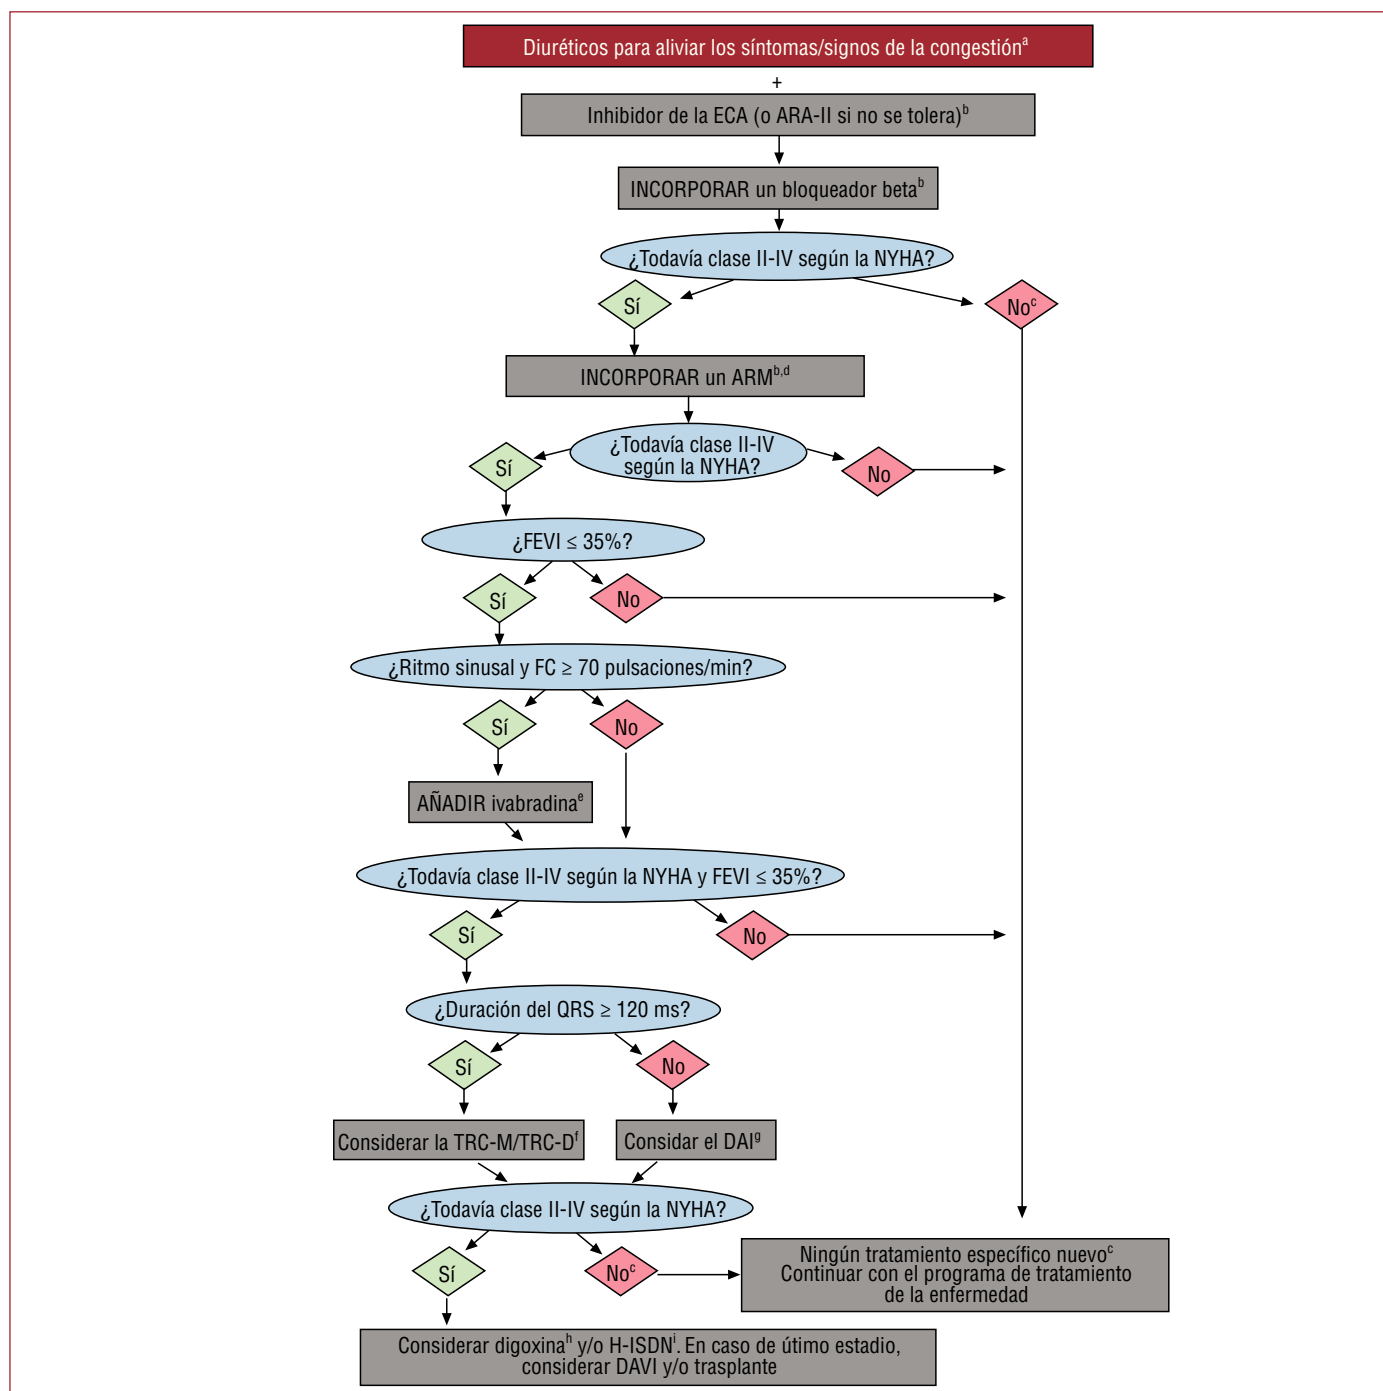 Diuréticos para aliviar los síntomas/signos de la congestiónᵃ
+
Inhibidor de la ECA (o ARA-II si no se tolera)ᵇ
INCORPORAR un bloqueador betaᵇ
¿Todavía clase II-IV según la NYHA?
Sí
Noᶜ
INCORPORAR un ARMᵇ,ᵈ
¿Todavía clase II-IV
según la NYHA?
Sí
No
¿FEVI ≤ 35%?
Sí
No
¿Ritmo sinusal y FC ≥ 70 pulsaciones/min?
Sí
No
AÑADIR ivabradinaᵉ
¿Todavía clase II-IV según la NYHA y FEVI ≤ 35%?
Sí
No
¿Duración del QRS ≥ 120 ms?
Sí
No
Considerar la TRC-M/TRC-Dᶠ
Considar el DAIᵍ
¿Todavía clase II-IV según la NYHA?
Sí
Noᶜ
Ningún tratamiento específico nuevoᶜ
Continuar con el programa de tratamiento
de la enfermedad
Considerar digoxinaʰ y/o H-ISDNⁱ. En caso de útimo estadio,
considerar DAVI y/o trasplante